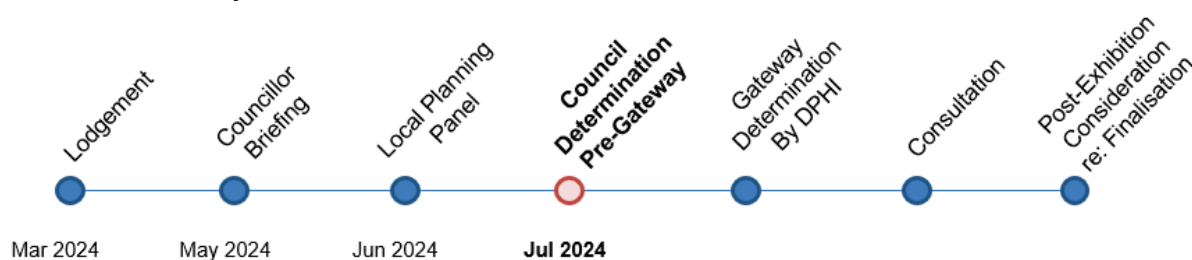 Lodgement
Councillor
Briefing
Local Planning
Panel
Council
Determination
Pre-Gateway
Gateway
Determination
By DPHI
Consultation
Post-Exhibition
Consideration
re: Finalisation
Mar 2024
May 2024
Jun 2024
Jul 2024